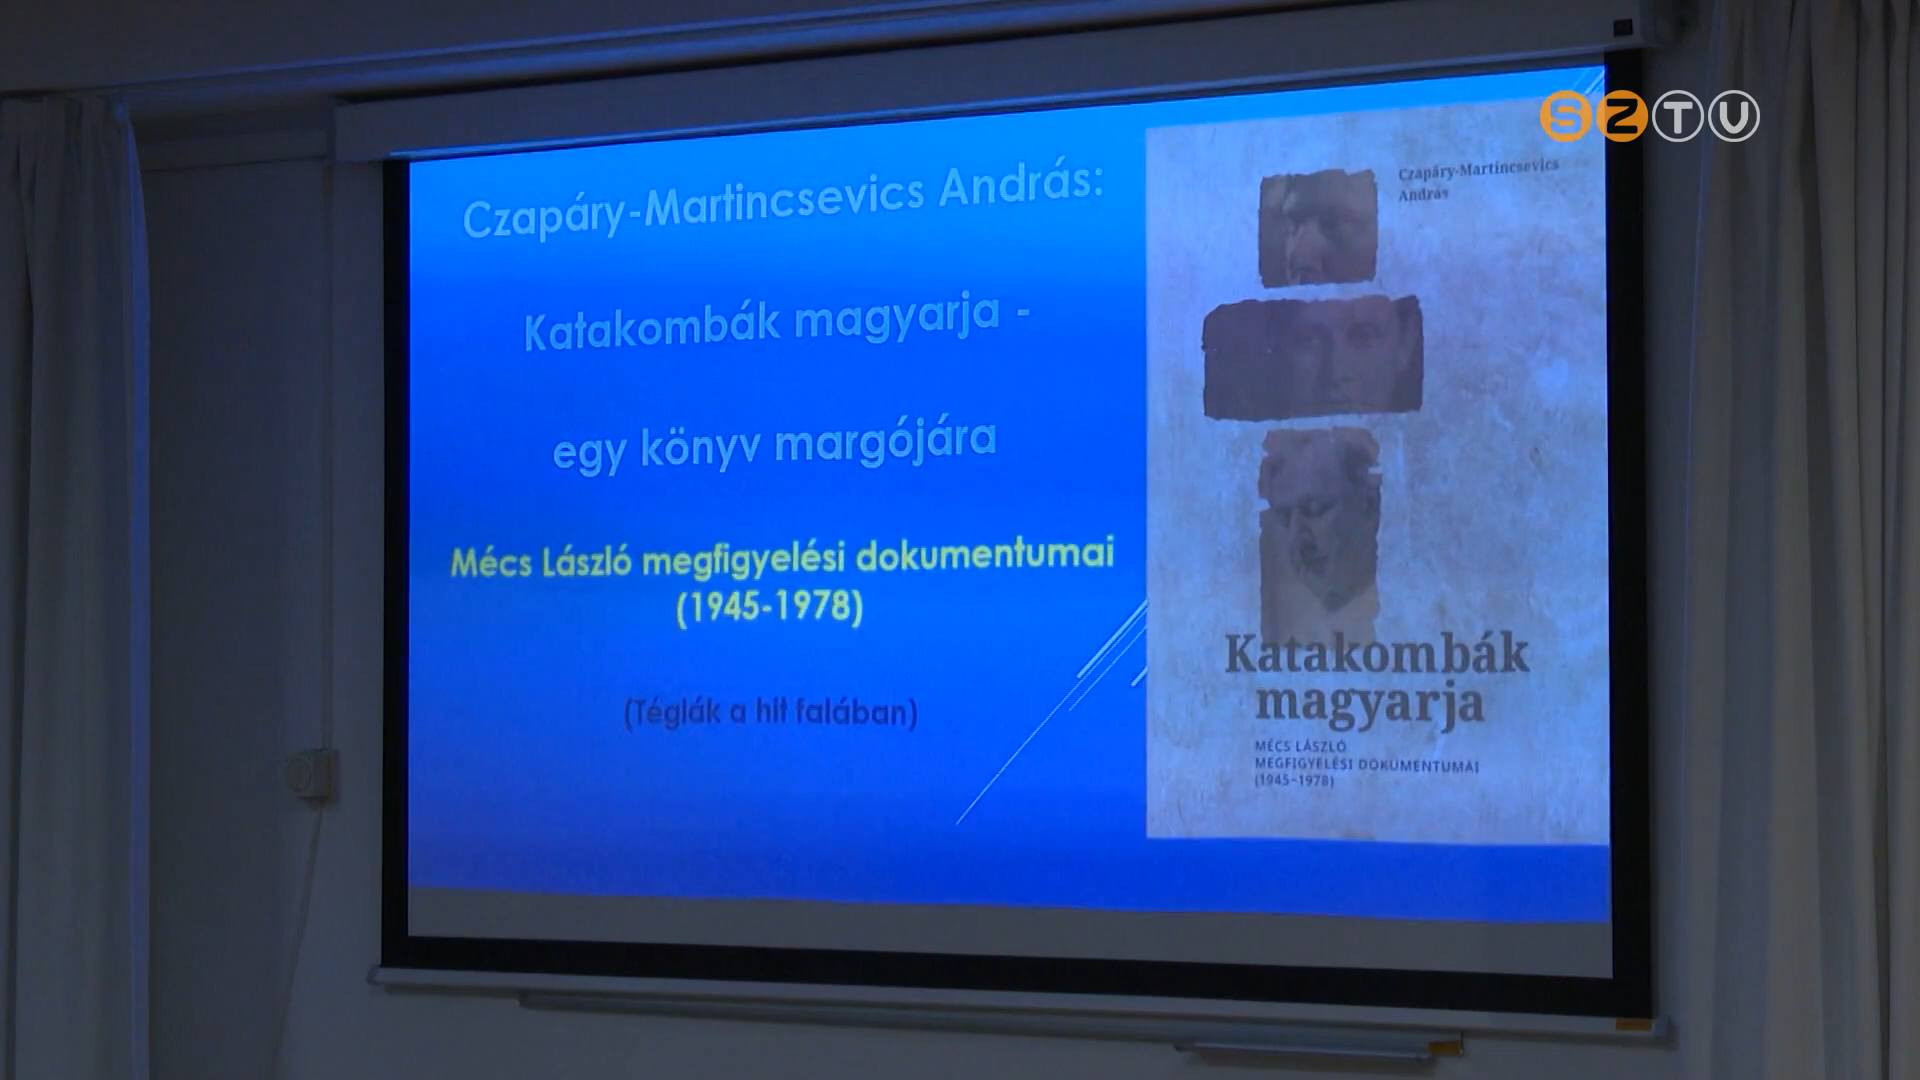 SZTV
Czapáry-Martincsevics András:
Katakombák magyarja -
egy könyv margójára
Mécs László megfigyelési dokumentumai
(1945-1978)
(Téglák a hit falában)
Czapáry-Martincsevics
András
Katakombák
magyarja
MÉCS LÁSZLÓ
MEGFIGYELÉSI DOKUMENTUMAI
(1945–1978)